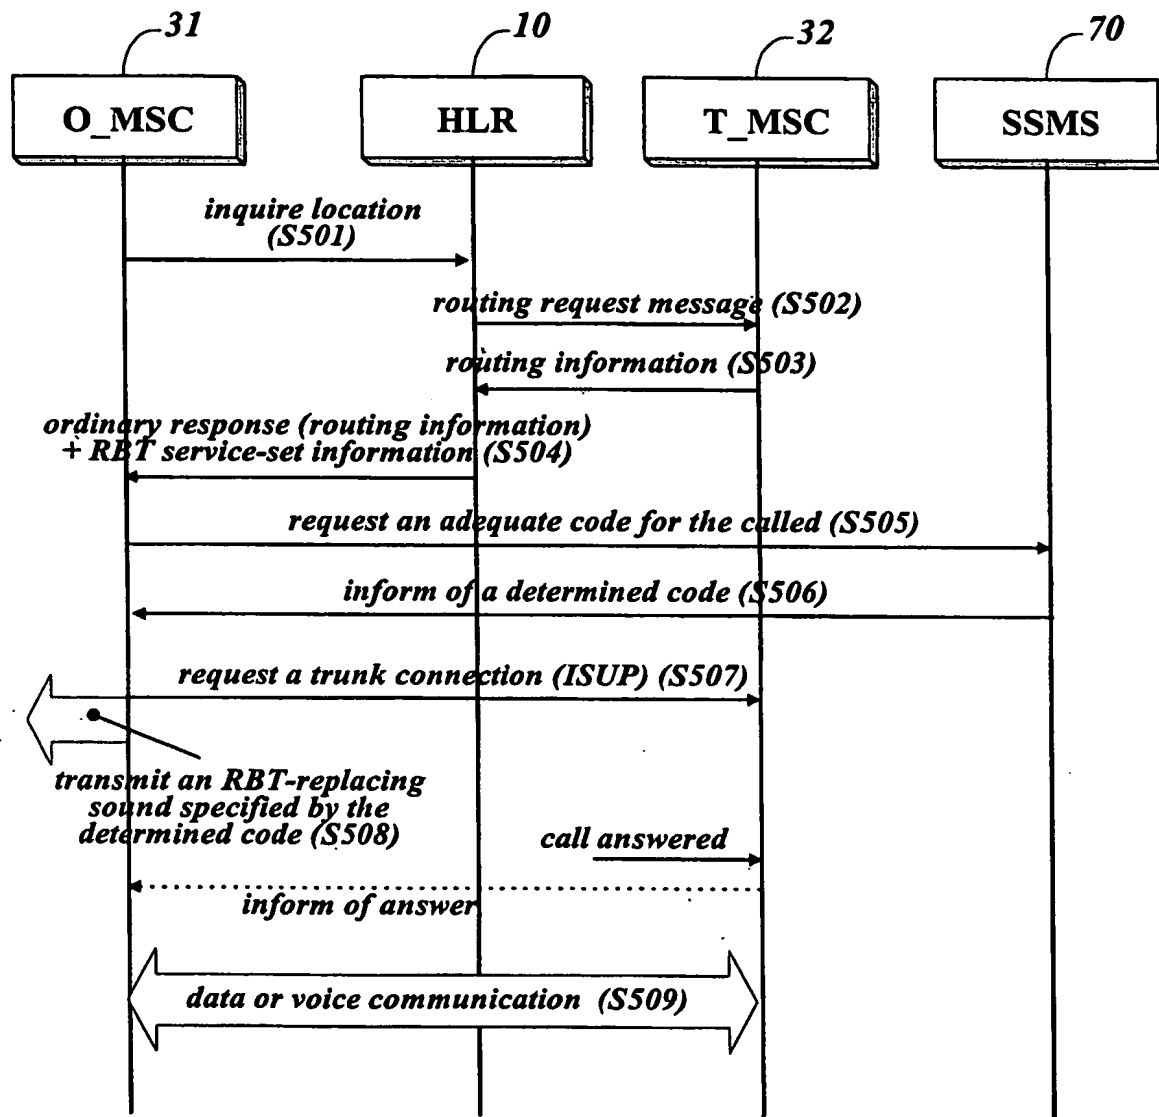 31
10
32
70
O_MSC
HLR
T_MSC
SSMS
inquire location
(S501)
routing request message (S502)
routing information (S503)
ordinary response (routing information)
+ RBT service-set information (S504)
request an adequate code for the called (S505)
inform of a determined code (S506)
request a trunk connection (ISUP) (S507)
transmit an RBT-replacing
sound specified by the
determined code (S508)
call answered
inform of answer
data or voice communication (S509)